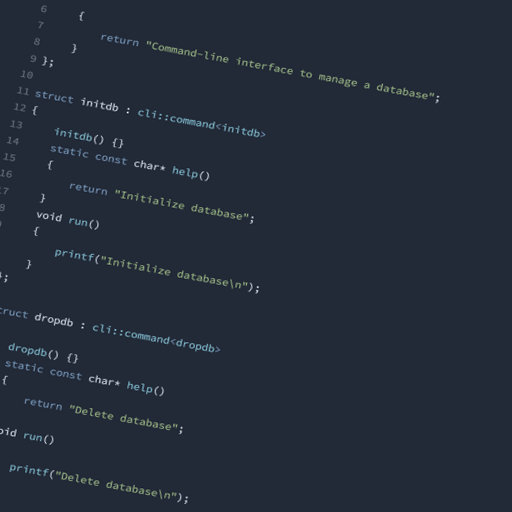 6 {
7 return "Command-line interface to manage a database";
8 }
9 };
10
11 struct initdb : cli::command<initdb>
12 {
13 initdb() {}
14 static const char* help()
15 {
16 return "Initialize database";
17 }
8 void run()
{
printf("Initialize database\n");
}
};
truct dropdb : cli::command<dropdb>
dropdb() {}
static const char* help()
{
return "Delete database";
oid run()
printf("Delete database\n");